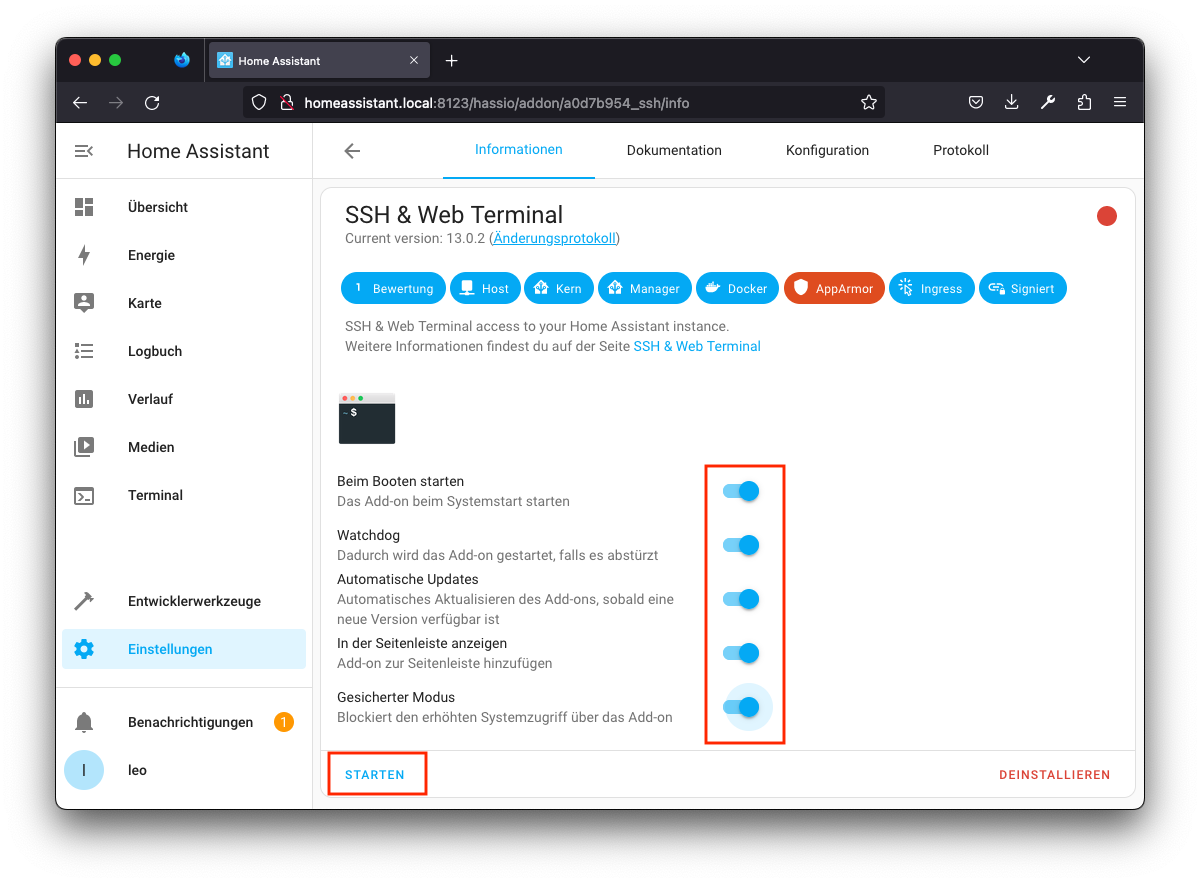 Home Assistant
homeassistant.local:8123/hassio/addon/a0d7b954_ssh/info
Home Assistant
Informationen
Dokumentation
Konfiguration
Protokoll
Übersicht
Energie
Karte
Logbuch
Verlauf
Medien
Terminal
Entwicklerwerkzeuge
Einstellungen
Benachrichtigungen
1
l
leo
SSH & Web Terminal
Current version: 13.0.2 (Änderungsprotokoll)
1 Bewertung
Host
Kern
Manager
Docker
AppArmor
Ingress
Signiert
SSH & Web Terminal access to your Home Assistant instance.
Weitere Informationen findest du auf der Seite SSH & Web Terminal
~ $
Beim Booten starten
Das Add-on beim Systemstart starten
Watchdog
Dadurch wird das Add-on gestartet, falls es abstürzt
Automatische Updates
Automatisches Aktualisieren des Add-ons, sobald eine
neue Version verfügbar ist
In der Seitenleiste anzeigen
Add-on zur Seitenleiste hinzufügen
Gesicherter Modus
Blockiert den erhöhten Systemzugriff über das Add-on
STARTEN
DEINSTALLIEREN